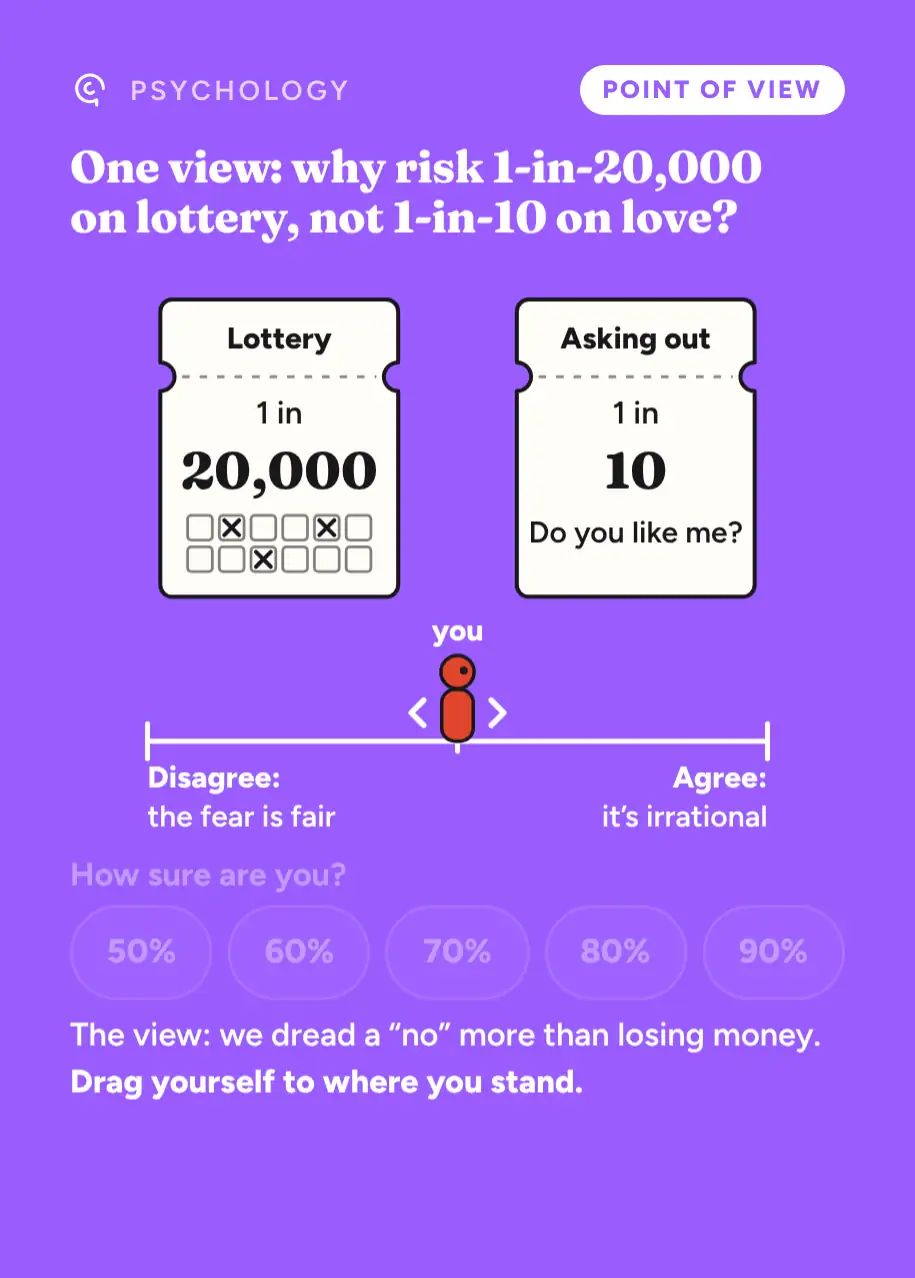 PSYCHOLOGY
POINT OF VIEW
One view: why risk 1-in-20,000
on lottery, not 1-in-10 on love?
Lottery
1 in
20,000
Asking out
1 in
10
Do you like me?
you
Disagree:
the fear is fair
Agree:
it’s irrational
How sure are you?
50%
60%
70%
80%
90%
The view: we dread a “no” more than losing money.
Drag yourself to where you stand.